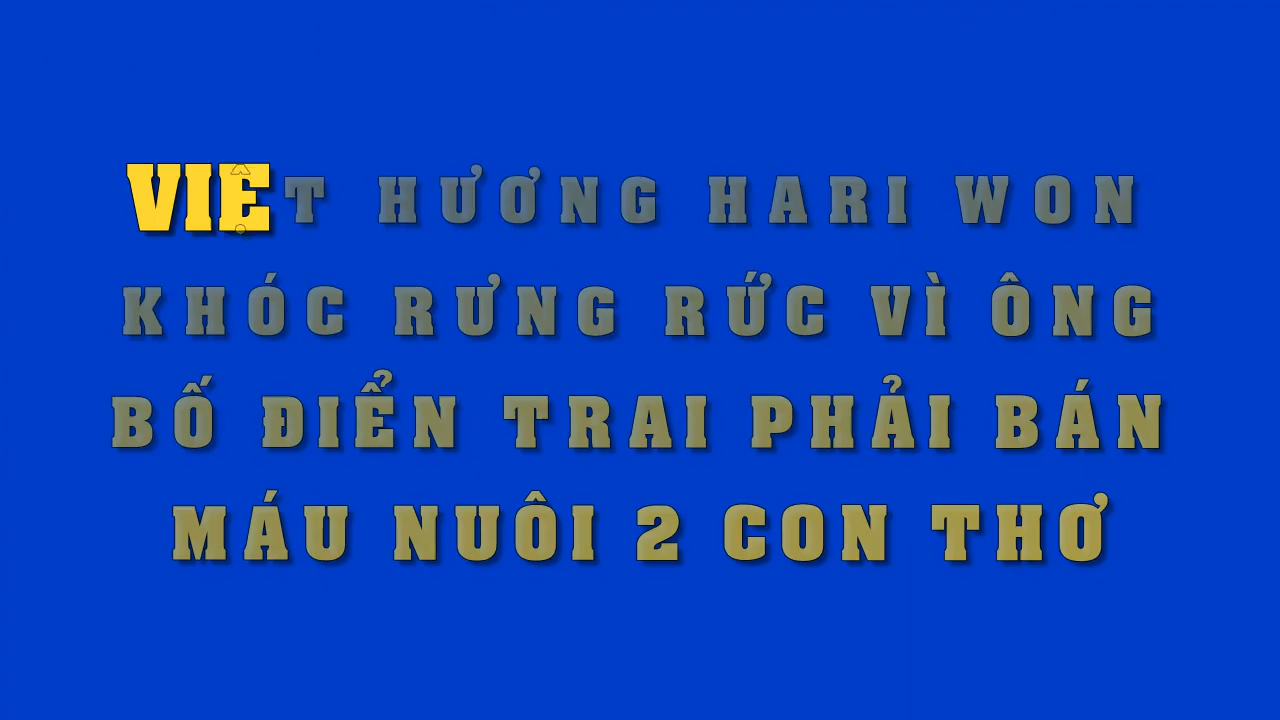 VIỆT HƯƠNG HARI WON
KHÓC RƯNG RỨC VÌ ÔNG
BỐ ĐIỂN TRAI PHẢI BÁN
MÁU NUÔI 2 CON THƠ